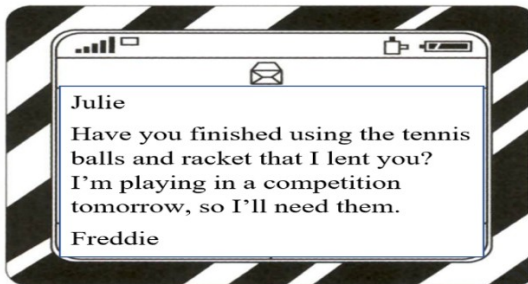 Julie
Have you finished using the tennis
balls and racket that I lent you?
I'm playing in a competition
tomorrow, so I'll need them.
Freddie